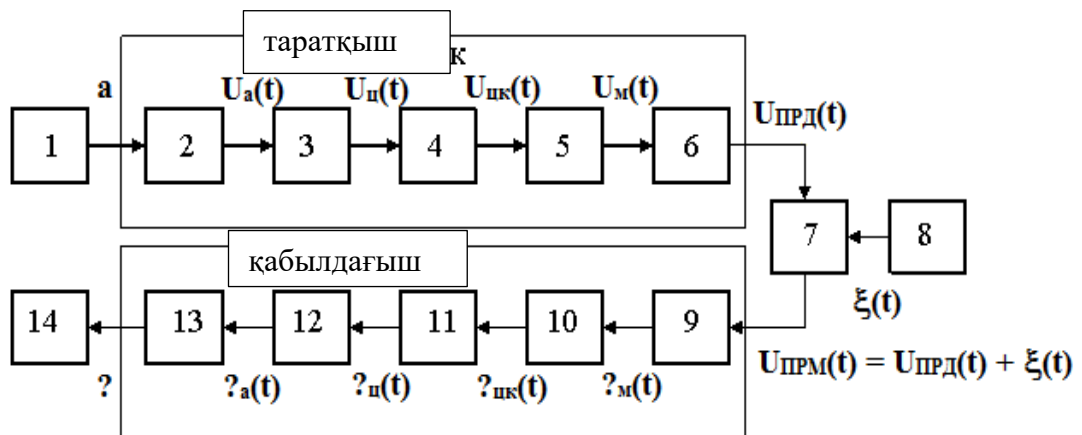 таратқыш
к
a Uа(t) Uц(t) Uцк(t) Uм(t)
UПРД(t)
1 2 3 4 5 6
7 8
қабылдағыш
ξ(t)
14 13 12 11 10 9
UПРМ(t) = UПРД(t) + ξ(t)
? ?а(t) ?ц(t) ?цк(t) ?м(t)